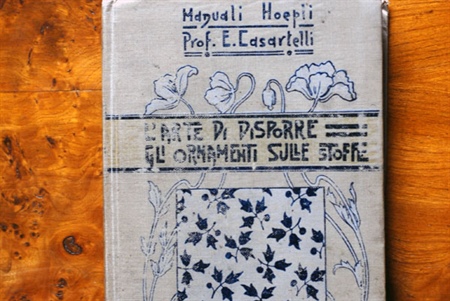 Manuali Hoepli
Prof. E. Casartelli
L'ARTE DI DISPORRE
GLI ORNAMENTI SULLE STOFFE